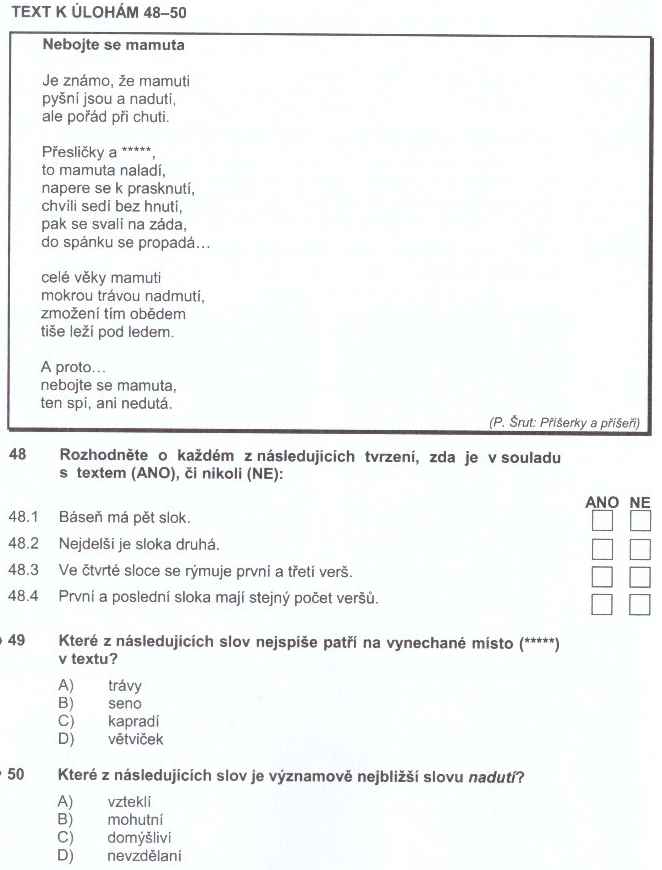 TEXT K ÚLOHÁM 48–50
Nebojte se mamuta
Je známo, že mamuti
pyšní jsou a nadutí,
ale pořád při chuti.
Přesličky a *****,
to mamuta naladí,
napere se k prasknutí,
chvíli sedí bez hnutí,
pak se svalí na záda,
do spánku se propadá...
celé věky mamuti
mokrou trávou nadmutí,
zmožení tím obědem
tiše leží pod ledem.
A proto...
nebojte se mamuta,
ten spí, ani nedutá.
(P. Šrut: Příšerky a příšeři)
48 Rozhodněte o každém z následujících tvrzení, zda je v souladu
s textem (ANO), či nikoli (NE):
ANO NE
48.1 Báseň má pět slok.
48.2 Nejdelší je sloka druhá.
48.3 Ve čtvrté sloce se rýmuje první a třetí verš.
48.4 První a poslední sloka mají stejný počet veršů.
49 Které z následujících slov nejspíše patří na vynechané místo (*****)
v textu?
A) trávy
B) seno
C) kapradí
D) větviček
50 Které z následujících slov je významově nejbližší slovu nadutí?
A) vzteklí
B) mohutní
C) domýšliví
D) nevzdělaní